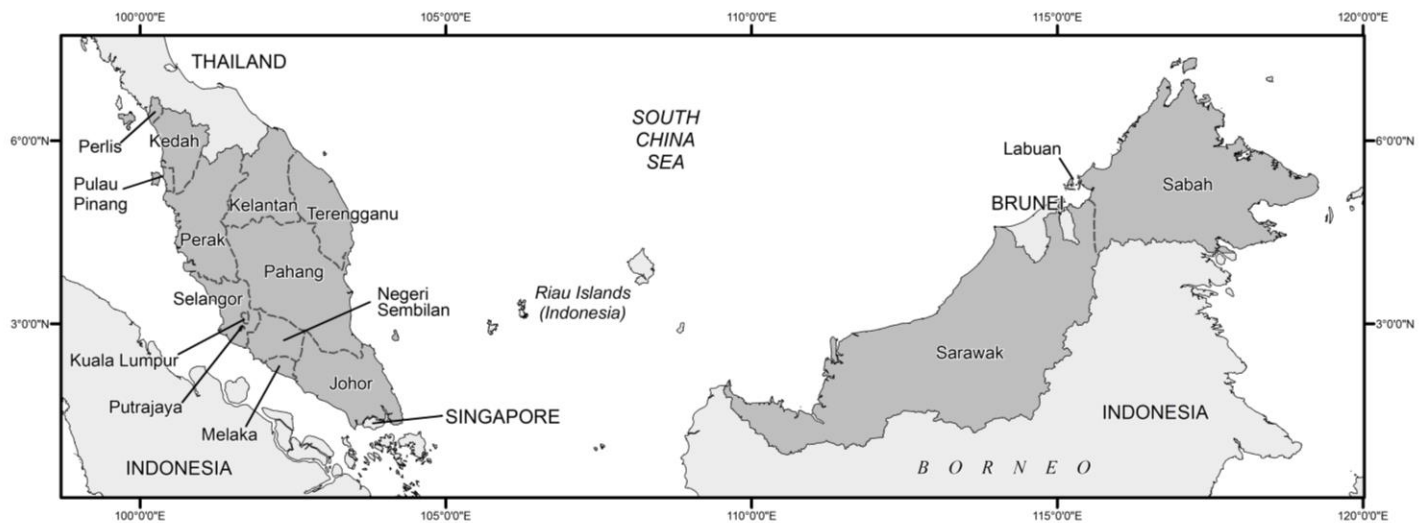 100°0'0"E
105°0'0"E
110°0'0"E
115°0'0"E
120°0'0"E
THAILAND
SOUTH
CHINA
SEA
6°0'0"N
6°0'0"N
Perlis
Kedah
Labuan
Pulau
Pinang
Sabah
Kelantan
Terengganu
BRUNEI
Perak
Pahang
Selangor
Negeri
Sembilan
Riau Islands
(Indonesia)
3°0'0"N
3°0'0"N
Kuala Lumpur
Sarawak
Johor
Putrajaya
Melaka
SINGAPORE
INDONESIA
INDONESIA
BORNEO
100°0'0"E
105°0'0"E
110°0'0"E
115°0'0"E
120°0'0"E